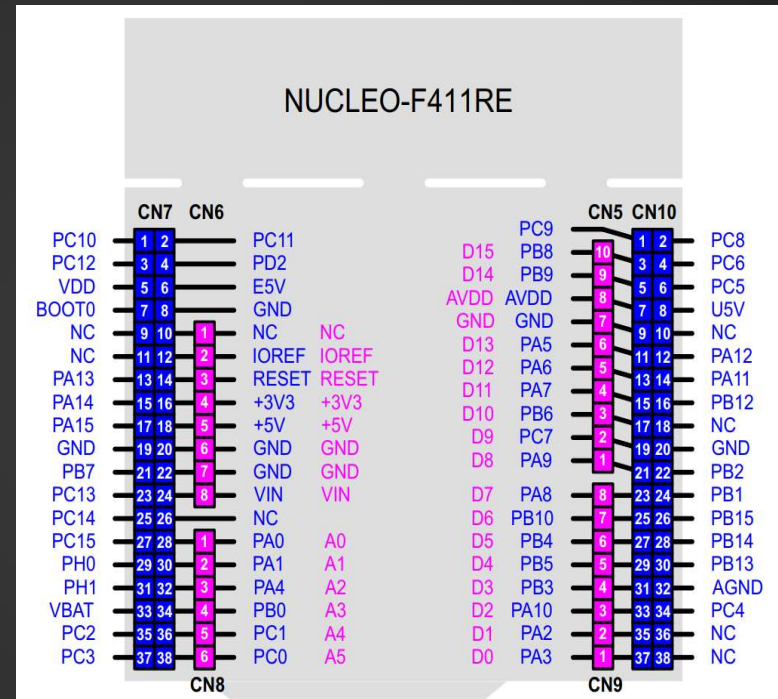 NUCLEO-F411RE
CN7 CN6 CN5 CN10
PC9
PC10 1 2 PC11 1 2 PC8
PC12 3 4 PD2 D15 PB8 10 3 4 PC6
VDD 5 6 E5V D14 PB9 9 5 6 PC5
BOOT0 7 8 GND AVDD AVDD 8 7 8 U5V
NC 9 10 1 NC NC GND GND 7 9 10 NC
NC 11 12 2 IOREF IOREF D13 PA5 6 11 12 PA12
PA13 13 14 3 RESET RESET D12 PA6 5 13 14 PA11
PA14 15 16 4 +3V3 +3V3 D11 PA7 4 15 16 PB12
PA15 17 18 5 +5V +5V D10 PB6 3 17 18 NC
GND 19 20 6 GND GND D9 PC7 2 19 20 GND
PB7 21 22 7 GND GND D8 PA9 1 21 22 PB2
PC13 23 24 8 VIN VIN D7 PA8 8 23 24 PB1
PC14 25 26 NC D6 PB10 7 25 26 PB15
PC15 27 28 1 PA0 A0 D5 PB4 6 27 28 PB14
PH0 29 30 2 PA1 A1 D4 PB5 5 29 30 PB13
PH1 31 32 3 PA4 A2 D3 PB3 4 31 32 AGND
VBAT 33 34 4 PB0 A3 D2 PA10 3 33 34 PC4
PC2 35 36 5 PC1 A4 D1 PA2 2 35 36 NC
PC3 37 38 6 PC0 A5 D0 PA3 1 37 38 NC
CN8 CN9